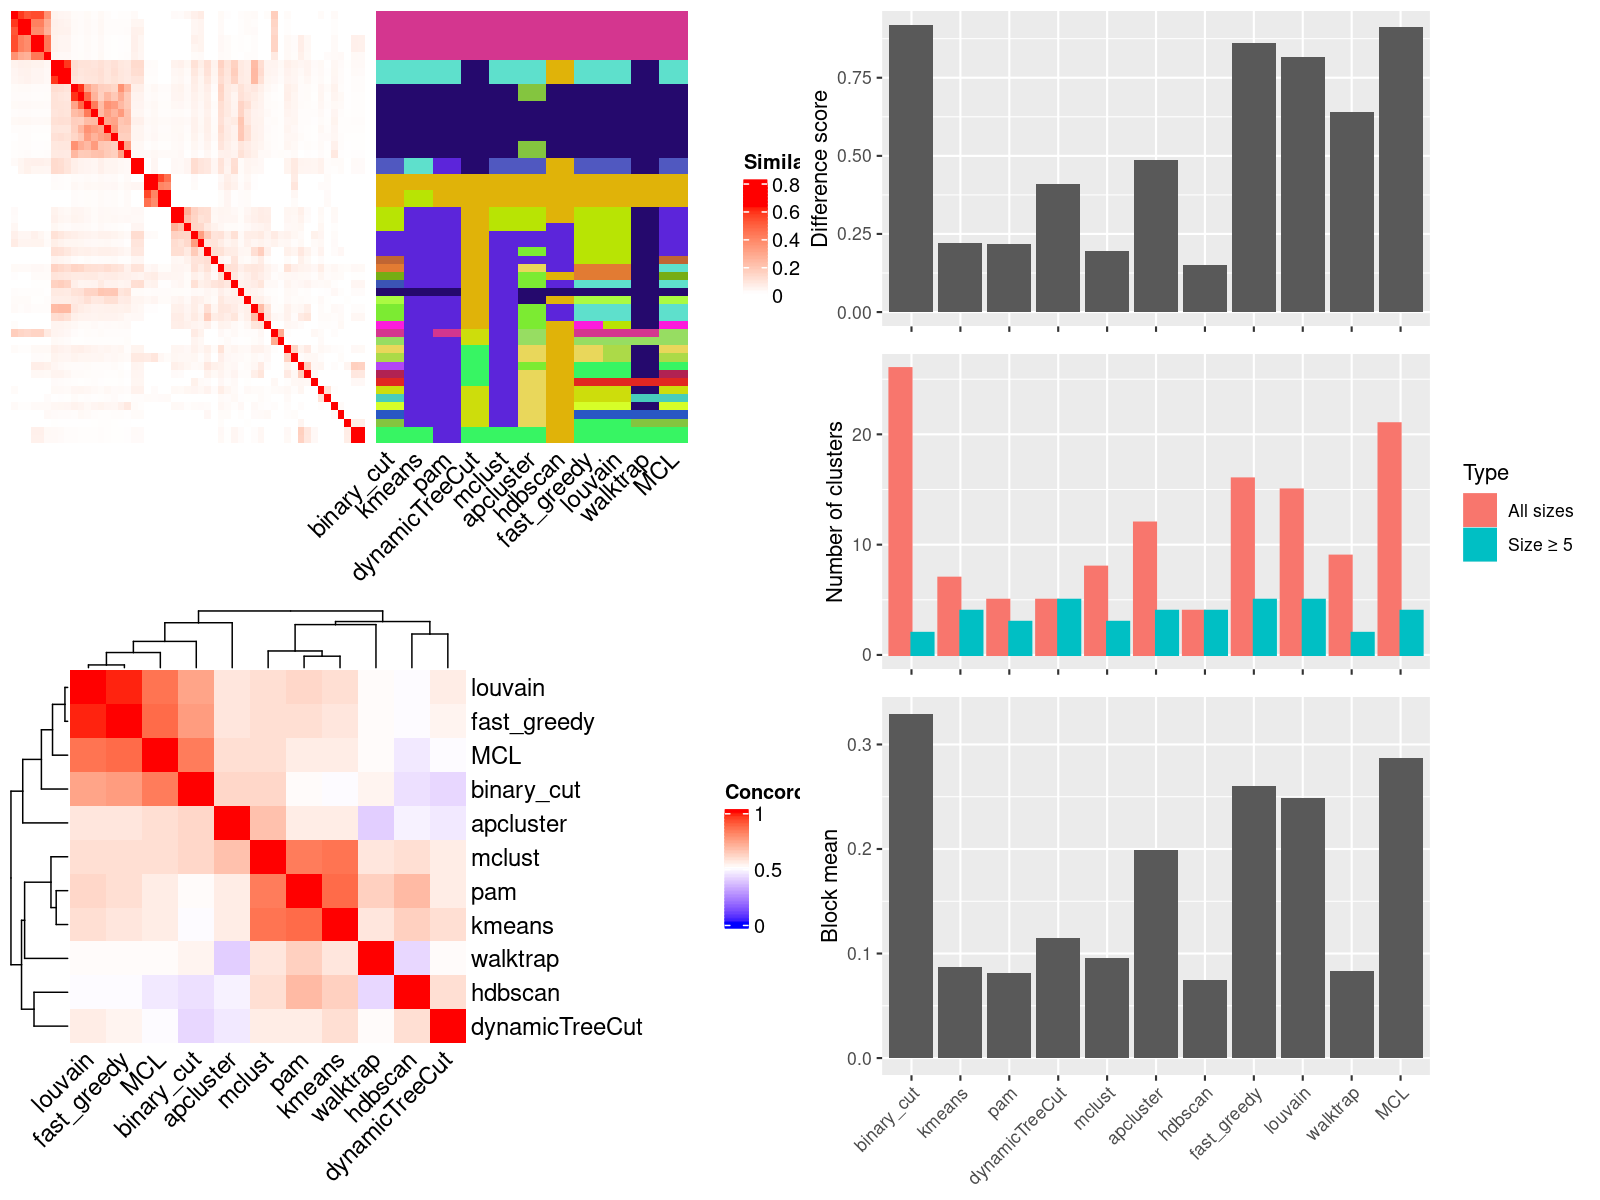 Simila
0.8
0.6
0.4
0.2
0
binary_cut
kmeans
pam
dynamicTreeCut
mclust
apcluster
hdbscan
fast_greedy
louvain
walktrap
MCL
louvain
fast_greedy
MCL
binary_cut
apcluster
mclust
pam
kmeans
walktrap
hdbscan
dynamicTreeCut
louvain
fast_greedy
MCL
binary_cut
apcluster
mclust
pam
kmeans
walktrap
hdbscan
dynamicTreeCut
Concord
1
0.5
0
Difference score
0.75
0.50
0.25
0.00
Number of clusters
20
10
0
Type
All sizes
Size ≥ 5
Block mean
0.3
0.2
0.1
0.0
binary_cut
kmeans
pam
dynamicTreeCut
mclust
apcluster
hdbscan
fast_greedy
louvain
walktrap
MCL